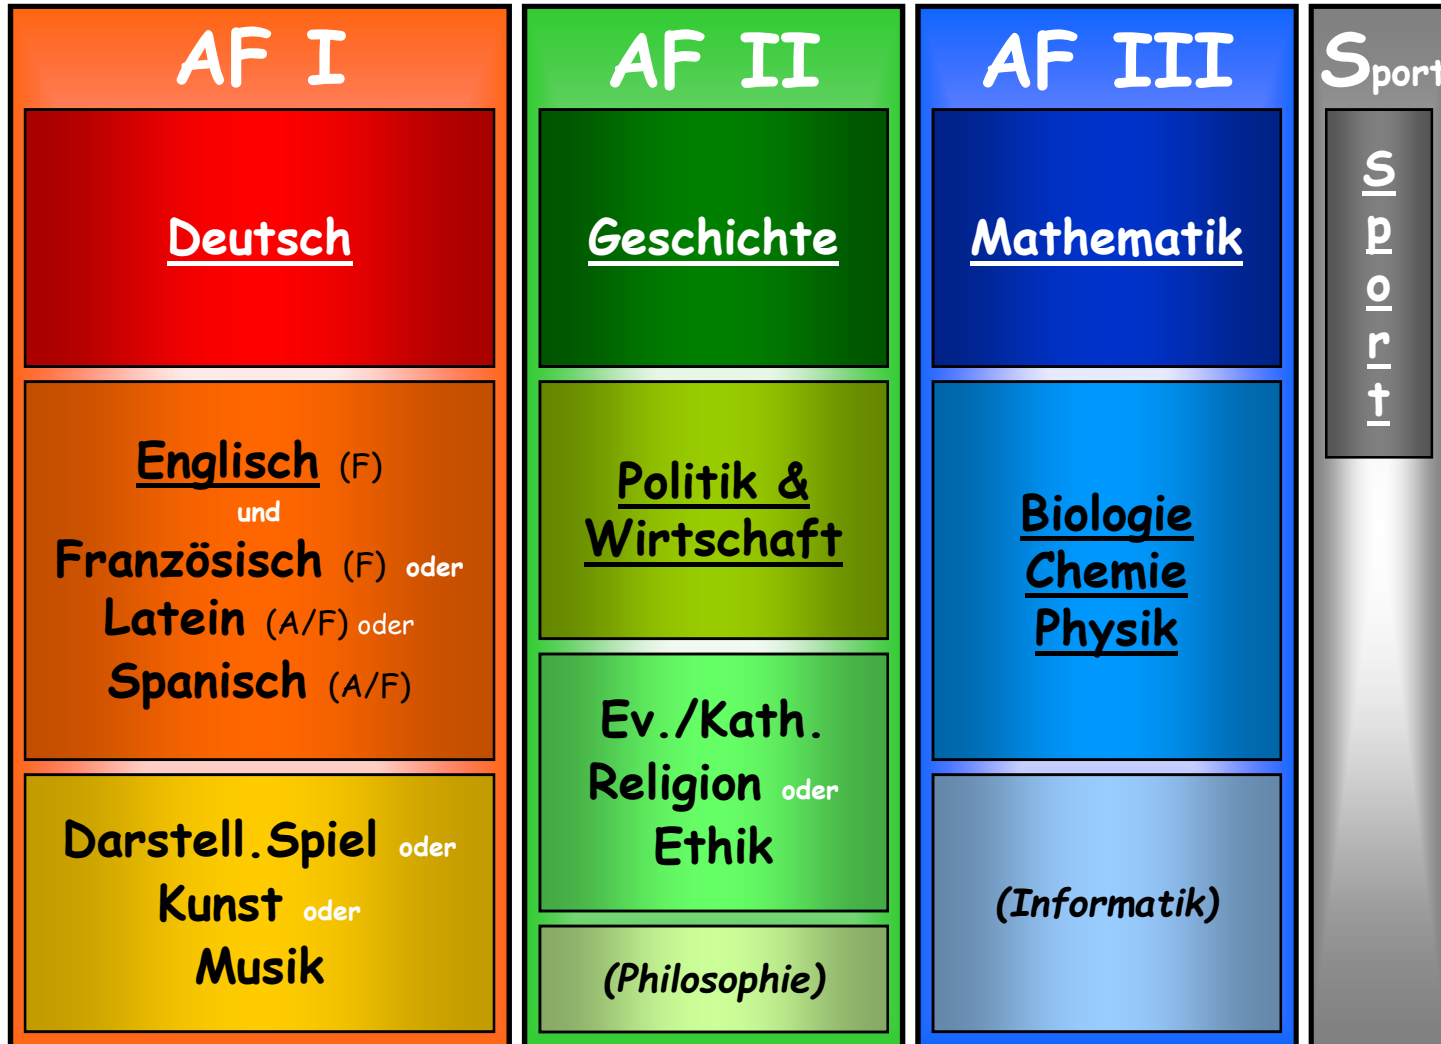 AF I
Deutsch
Englisch (F)
und
Französisch (F) oder
Latein (A/F) oder
Spanisch (A/F)
Darstell.Spiel oder
Kunst oder
Musik
AF II
Geschichte
Politik &
Wirtschaft
Ev./Kath.
Religion oder
Ethik
(Philosophie)
AF III
Mathematik
Biologie
Chemie
Physik
(Informatik)
Sport
S
p
o
r
t